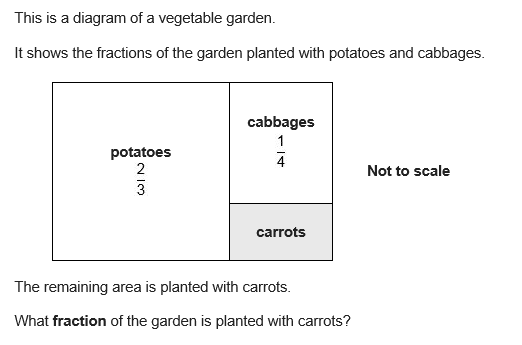 This is a diagram of a vegetable garden.
It shows the fractions of the garden planted with potatoes and cabbages.
cabbages
1
4
potatoes
2
3
Not to scale
carrots
The remaining area is planted with carrots.
What fraction of the garden is planted with carrots?